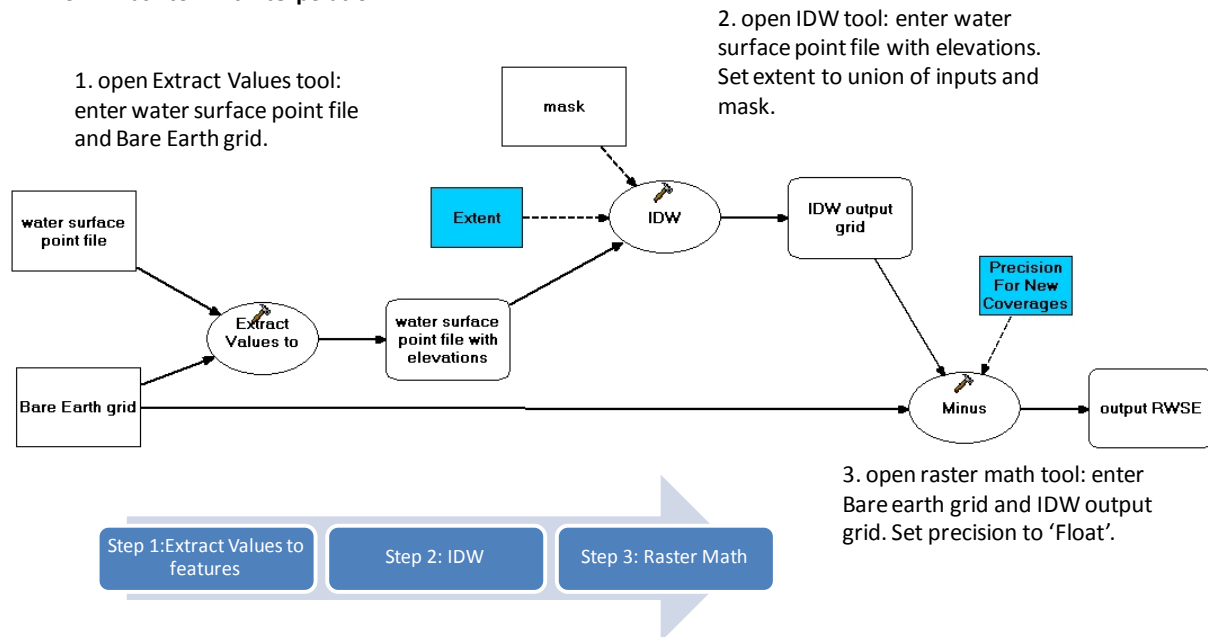 2. open IDW tool: enter water
surface point file with elevations.
Set extent to union of inputs and
mask.
1. open Extract Values tool:
enter water surface point file
and Bare Earth grid.
mask
water surface
point file
Extent
IDW
IDW output
grid
Precision
For New
Coverages
Extract
Values to
water surface
point file with
elevations
Bare Earth grid
Minus
output RWSE
3. open raster math tool: enter
Bare earth grid and IDW output
grid. Set precision to ‘Float’.
Step 1:Extract Values to
features
Step 2: IDW
Step 3: Raster Math